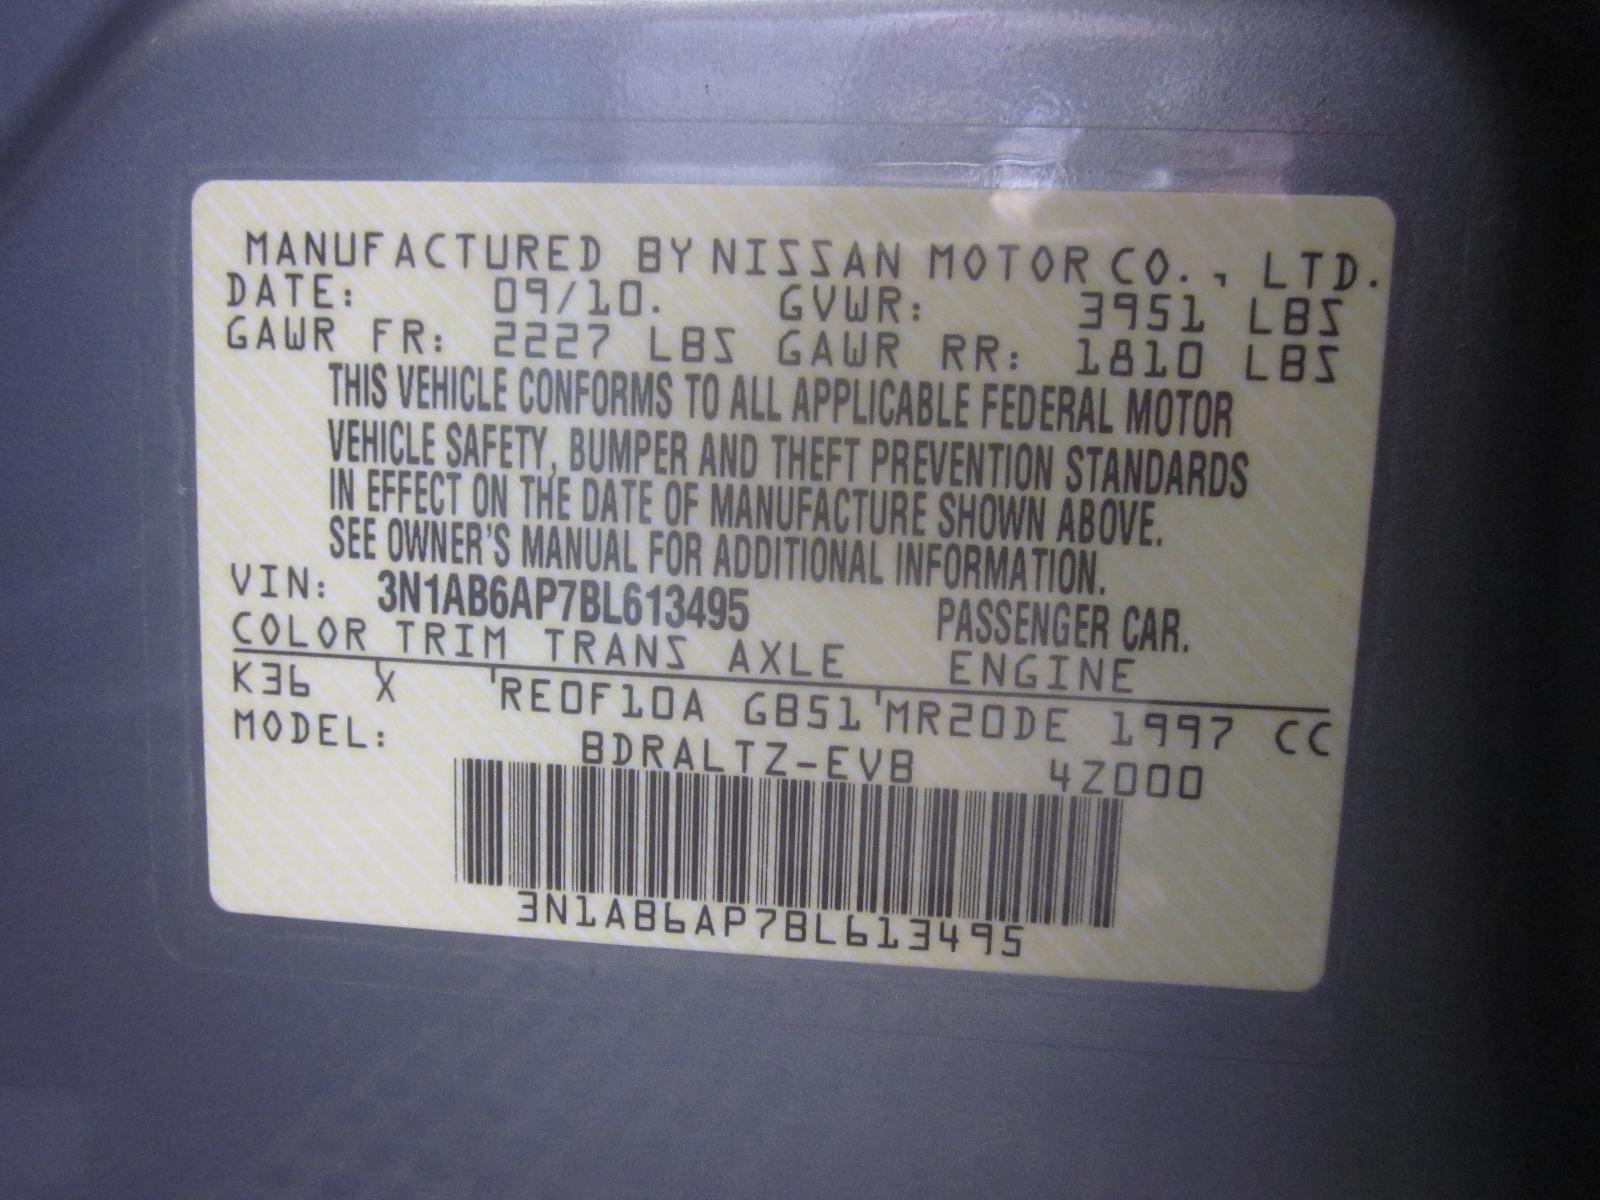 MANUFACTURED BY NISSAN MOTOR CO., LTD.
DATE: 09/10. GVWR: 3951 LBS
GAWR FR: 2227 LBS GAWR RR: 1810 LBS
THIS VEHICLE CONFORMS TO ALL APPLICABLE FEDERAL MOTOR
VEHICLE SAFETY, BUMPER AND THEFT PREVENTION STANDARDS
IN EFFECT ON THE DATE OF MANUFACTURE SHOWN ABOVE.
SEE OWNER'S MANUAL FOR ADDITIONAL INFORMATION.
VIN: 3N1AB6AP7BL613495 PASSENGER CAR.
COLOR TRIM TRANS AXLE ENGINE
K36 X RE0F10A GB51 MR20DE 1997 CC
MODEL: BDRALTZ-EVB 4Z000
3N1AB6AP7BL613495